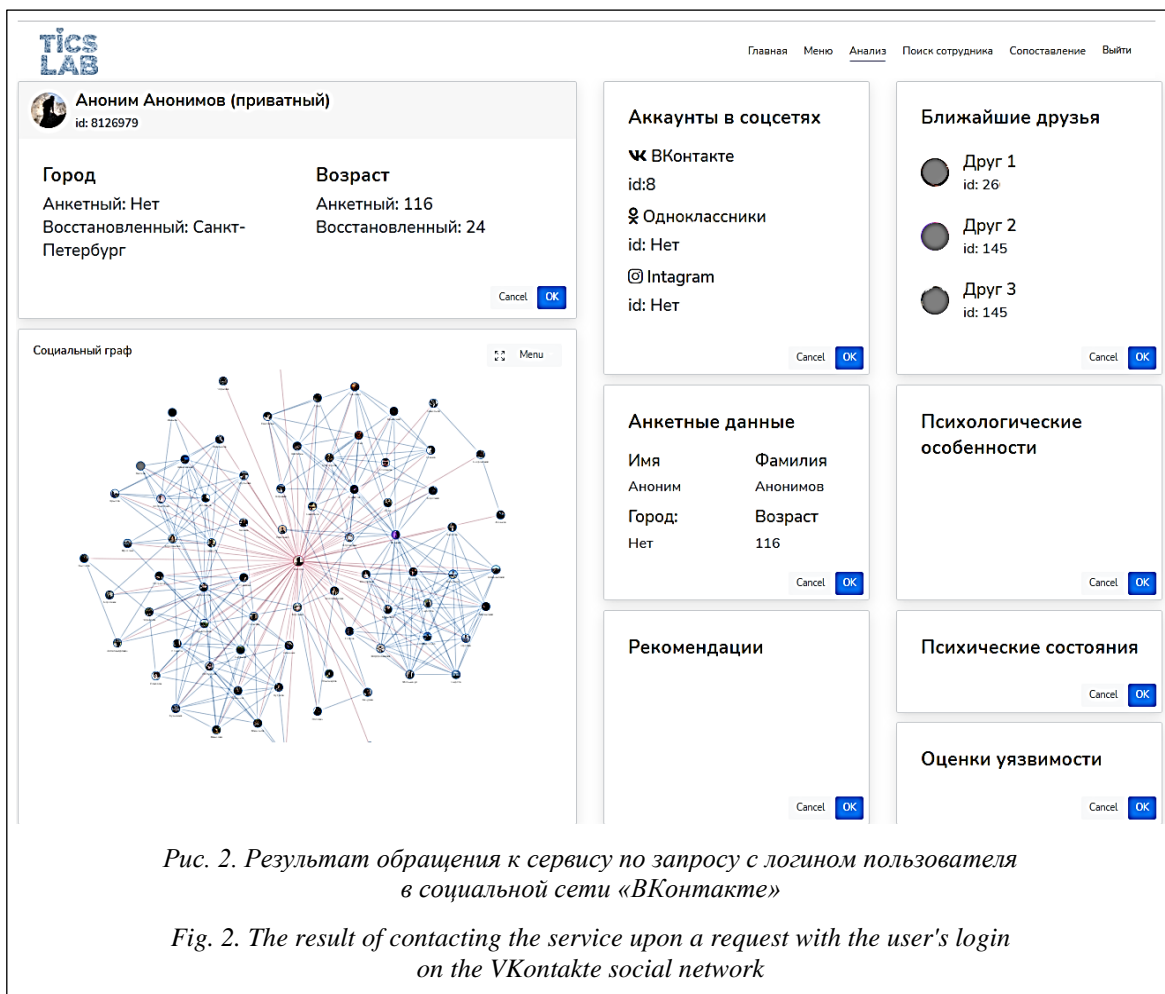 TICS
LAB
Главная Меню Анализ Поиск сотрудника Сопоставление Выйти
Аноним Анонимов (приватный)
id: 8126979
Город
Анкетный: Нет
Восстановленный: Санкт-
Петербург
Возраст
Анкетный: 116
Восстановленный: 24
Cancel OK
Социальный граф
Menu
Аккаунты в соцсетях
ВКонтакте
id:8
Одноклассники
id: Нет
Intagram
id: Нет
Cancel OK
Ближайшие друзья
Друг 1
id: 26
Друг 2
id: 145
Друг 3
id: 145
Cancel OK
Анкетные данные
Имя Фамилия
Аноним Анонимов
Город: Возраст
Нет 116
Cancel OK
Психологические
особенности
Cancel OK
Рекомендации
Cancel OK
Психические состояния
Cancel OK
Оценки уязвимости
Cancel OK
Рис. 2. Результат обращения к сервису по запросу с логином пользователя
в социальной сети «ВКонтакте»
Fig. 2. The result of contacting the service upon a request with the user's login
on the VKontakte social network